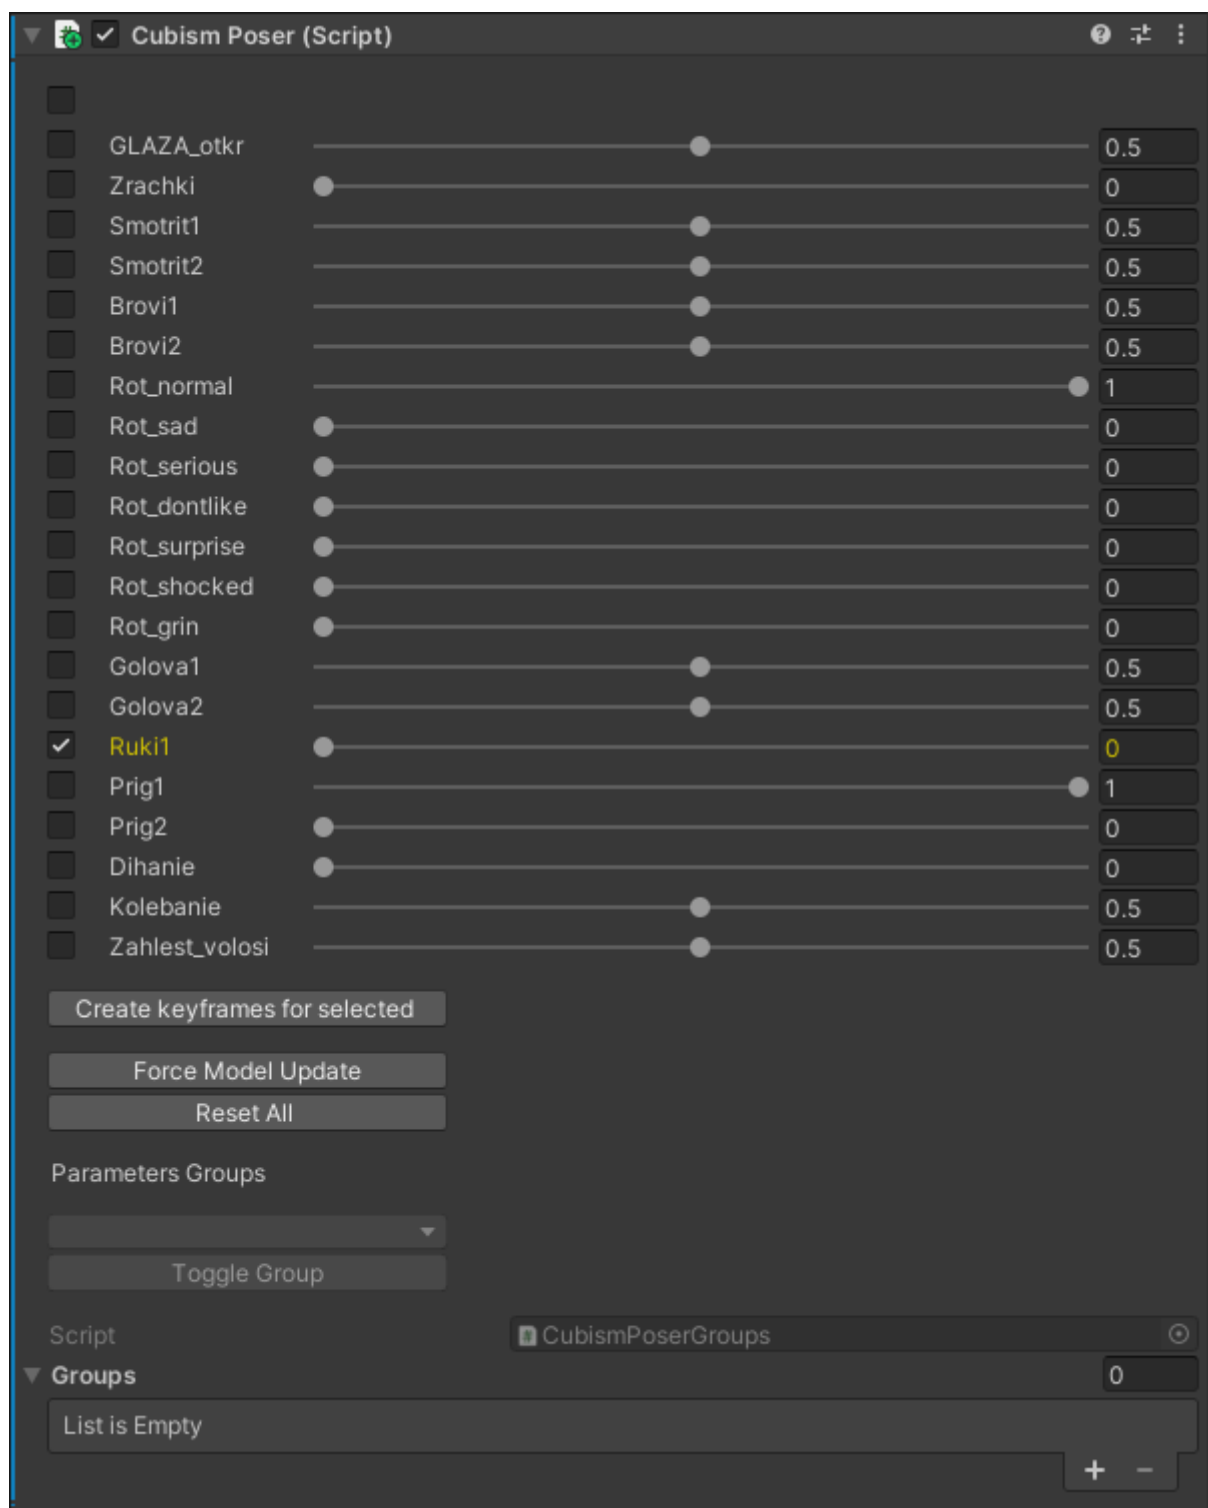 Cubism Poser (Script)
GLAZA_otkr 0.5
Zrachki 0
Smotrit1 0.5
Smotrit2 0.5
Brovi1 0.5
Brovi2 0.5
Rot_normal 1
Rot_sad 0
Rot_serious 0
Rot_dontlike 0
Rot_surprise 0
Rot_shocked 0
Rot_grin 0
Golova1 0.5
Golova2 0.5
Ruki1 0
Prig1 1
Prig2 0
Dihanie 0
Kolebanie 0.5
Zahlest_volosi 0.5
Create keyframes for selected
Force Model Update
Reset All
Parameters Groups
Toggle Group
Script CubismPoserGroups
Groups 0
List is Empty